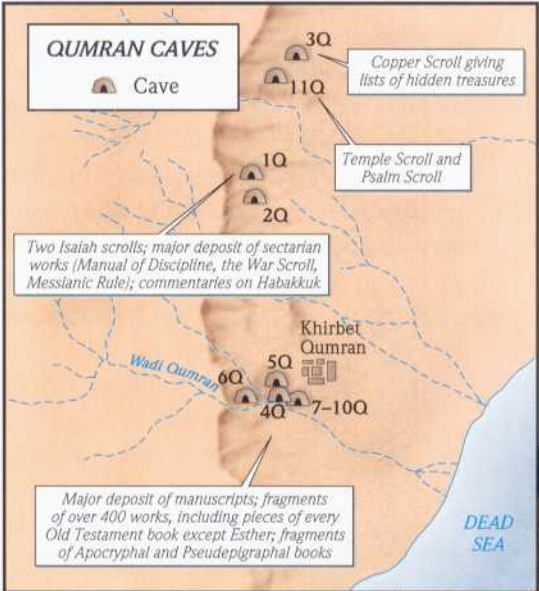 QUMRAN CAVES
Cave
3Q
Copper Scroll giving
lists of hidden treasures
11Q
Temple Scroll and
Psalm Scroll
1Q
2Q
Two Isaiah scrolls; major deposit of sectarian
works (Manual of Discipline, the War Scroll,
Messianic Rule); commentaries on Habakkuk
Khirbet
Qumran
Wadi Qumran
5Q
6Q
4Q
7–10Q
Major deposit of manuscripts; fragments
of over 400 works, including pieces of every
Old Testament book except Esther; fragments
of Apocryphal and Pseudepigraphal books
DEAD
SEA